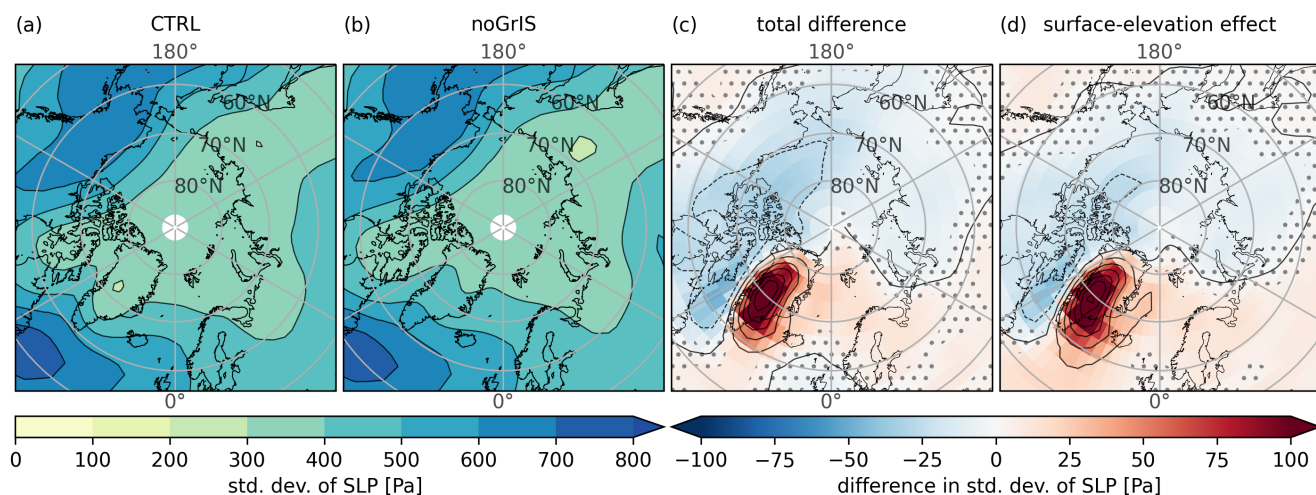 (a) CTRL
(b) noGrIS
(c) total difference
(d) surface-elevation effect
180° 180° 180° 180°
60°N 60°N 60°N 60°N
70°N 70°N 70°N 70°N
80°N 80°N 80°N 80°N
0° 0° 0° 0°
0 100 200 300 400 500 600 700 800
std. dev. of SLP [Pa]
−100 −75 −50 −25 0 25 50 75 100
difference in std. dev. of SLP [Pa]